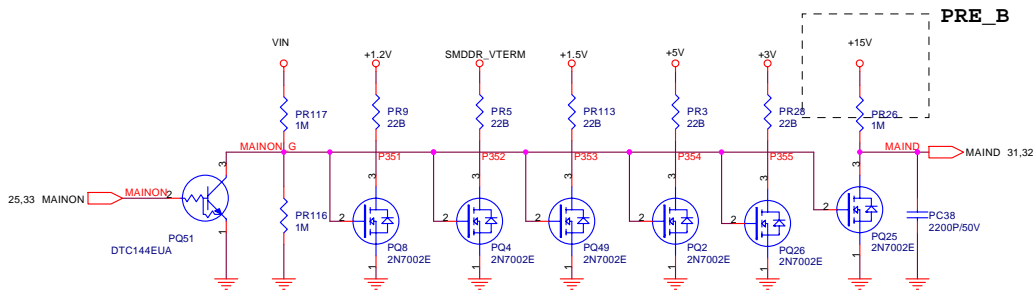 PRE_B
VIN
+1.2V
SMDDR_VTERM
+1.5V
+5V
+3V
+15V
PR117
1M
PR9
22B
PR5
22B
PR113
22B
PR3
22B
PR28
22B
PR26
1M
MAINON_G
P351
P352
P353
P354
P355
MAIND
MAIND 31,32
3
3
3
3
3
3
3
25,33 MAINON
MAINON
2
2
2
2
2
2
2
PR116
1M
PC38
2200P/50V
1
1
1
1
1
1
1
PQ51
DTC144EUA
PQ8
2N7002E
PQ4
2N7002E
PQ49
2N7002E
PQ2
2N7002E
PQ26
2N7002E
PQ25
2N7002E